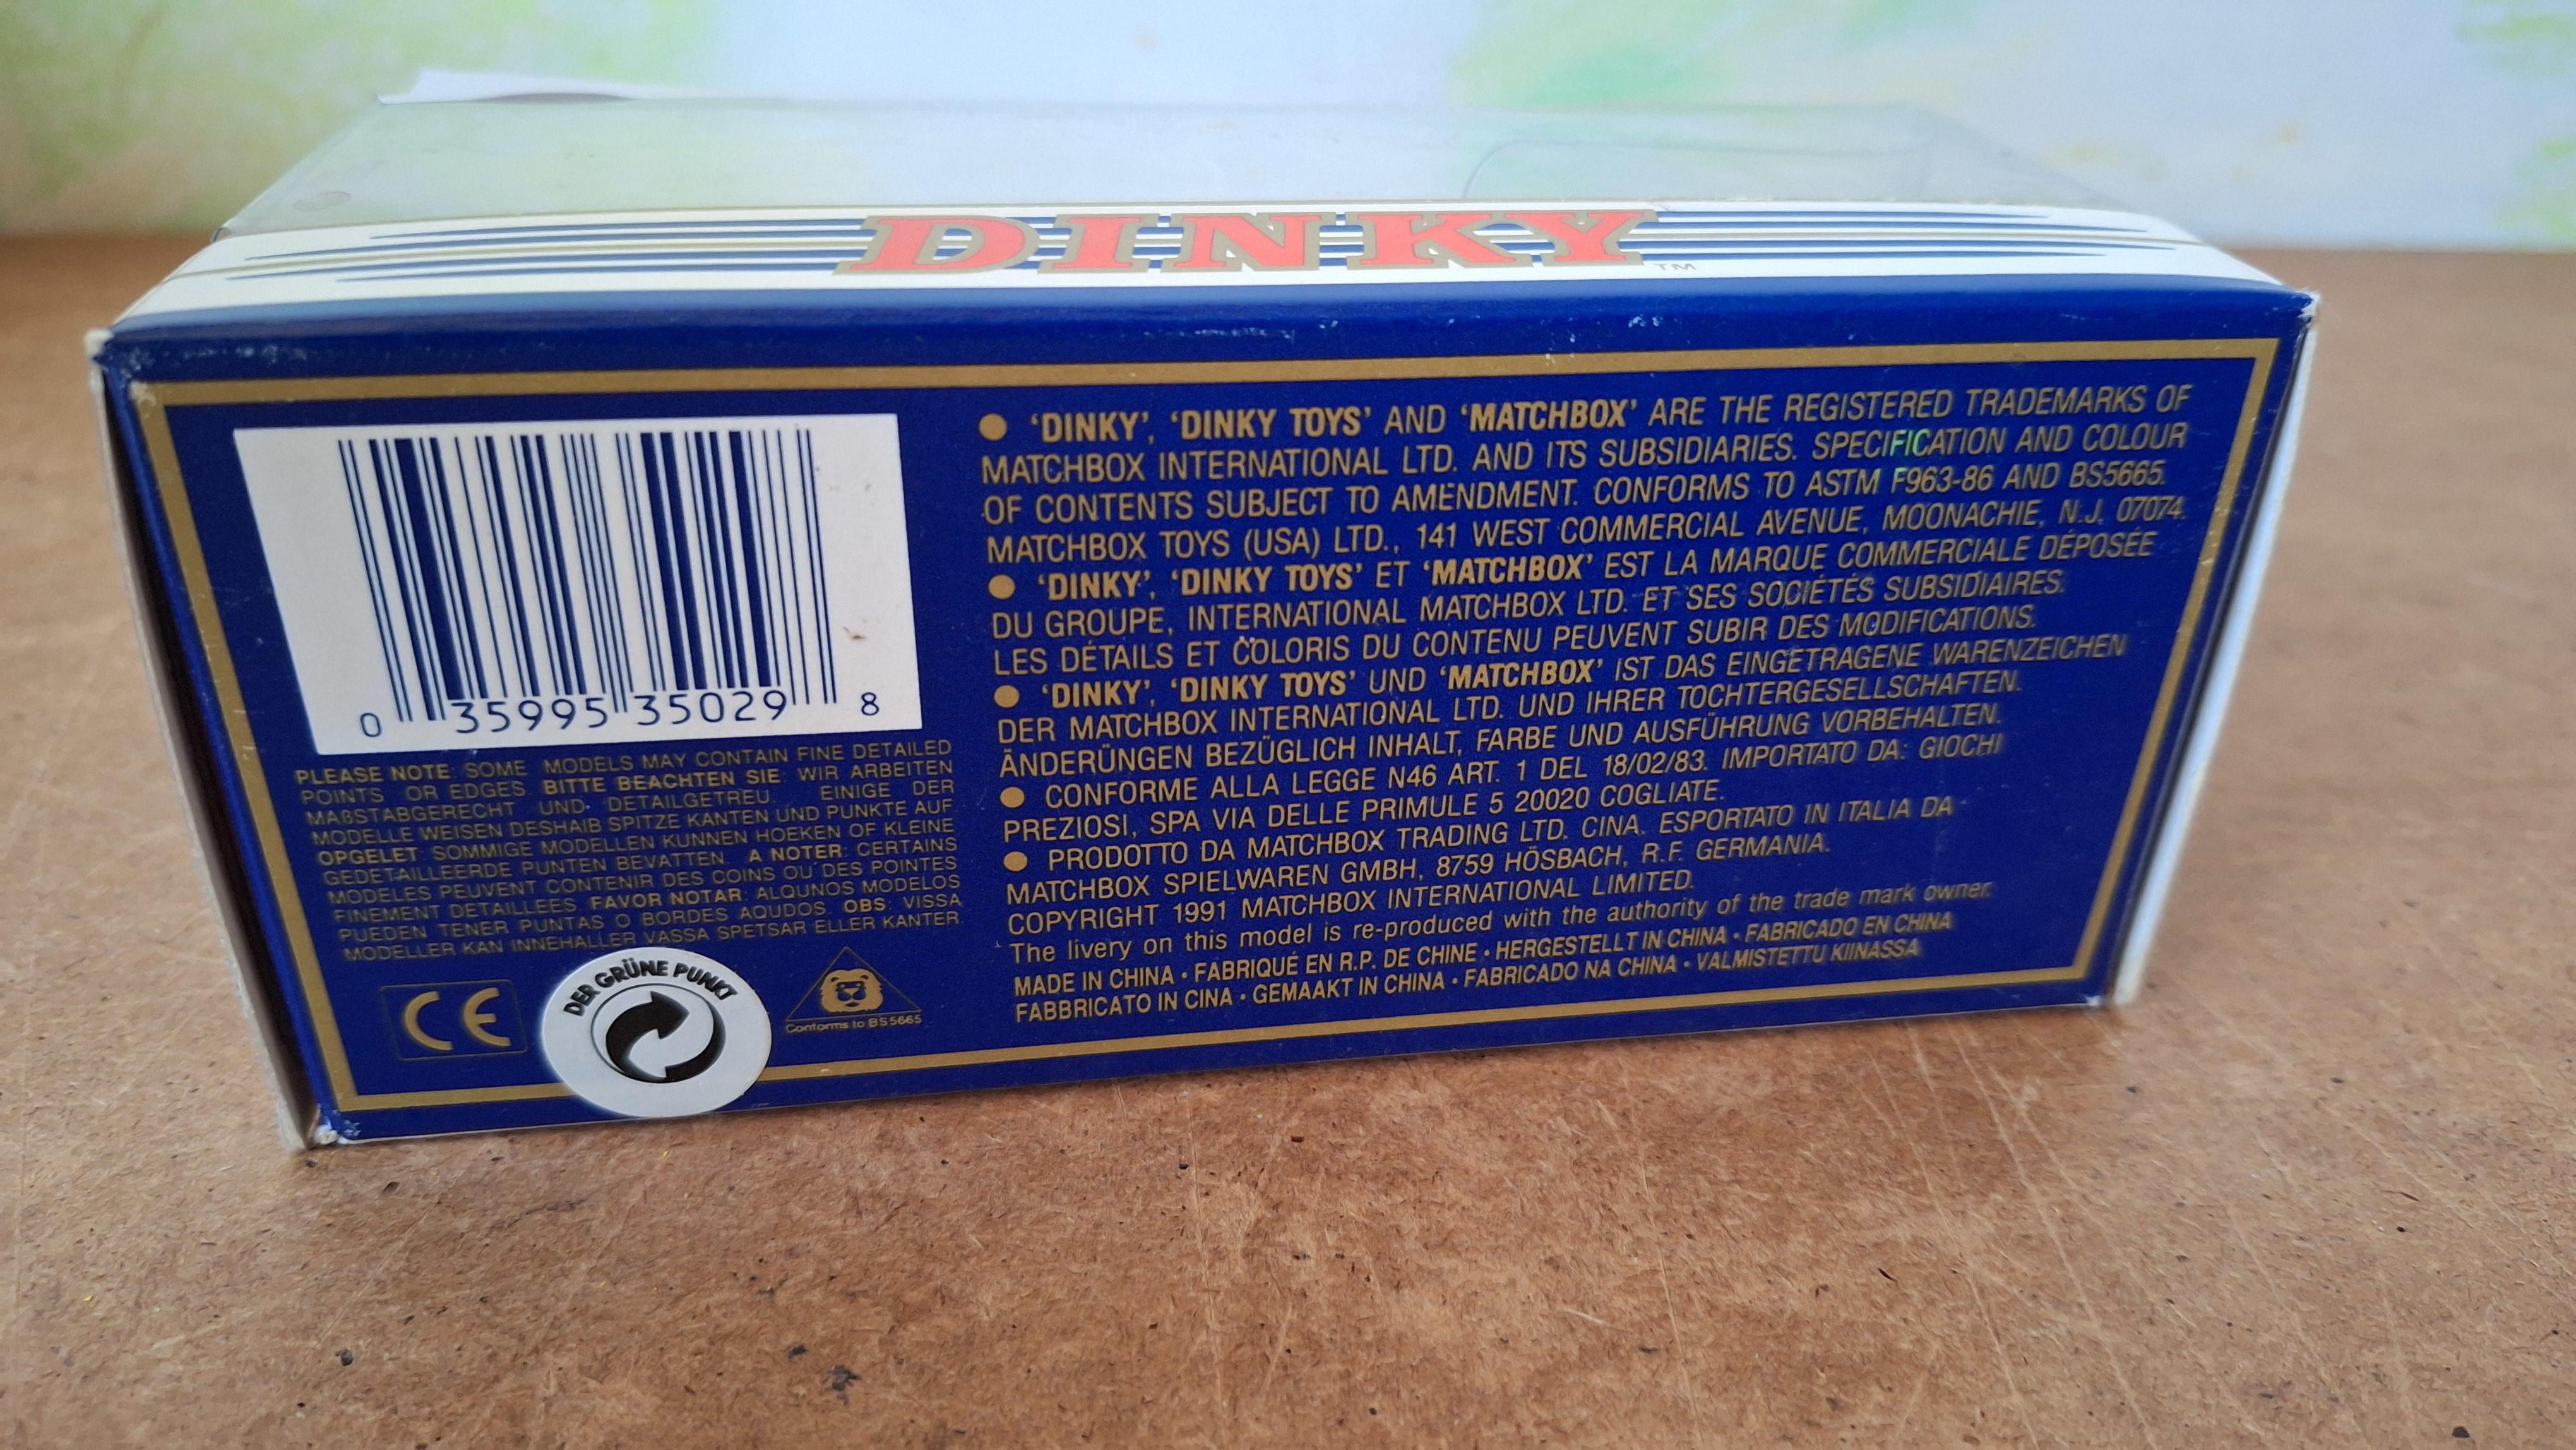 DINKY
TM
0 35995 35029 8
PLEASE NOTE: SOME MODELS MAY CONTAIN FINE DETAILED
POINTS OR EDGES BITTE BEACHTEN SIE: WIR ARBEITEN
MAßSTABGERECHT UND DETAILGETREU. EINIGE DER
MODELLE WEISEN DESHAIB SPITZE KANTEN UND PUNKTE AUF
OPGELET: SOMMIGE MODELLEN KUNNEN HOEKEN OF KLEINE
GEDETAILLEERDE PUNTEN BEVATTEN. A NOTER: CERTAINS
MODELES PEUVENT CONTENIR DES COINS OU DES POINTES
FINEMENT DETAILLEES. FAVOR NOTAR: ALQUNOS MODELOS
PUEDEN TENER PUNTAS O BORDES AQUDOS. OBS: VISSA
MODELLER KAN INNEHALLER VASSA SPETSAR ELLER KANTER.
CE
DER GRÜNE PUNKT
Conforms to BS5665
● ‘DINKY’, ‘DINKY TOYS’ AND ‘MATCHBOX’ ARE THE REGISTERED TRADEMARKS OF
MATCHBOX INTERNATIONAL LTD. AND ITS SUBSIDIARIES. SPECIFICATION AND COLOUR
OF CONTENTS SUBJECT TO AMENDMENT. CONFORMS TO ASTM F963-86 AND BS5665.
MATCHBOX TOYS (USA) LTD., 141 WEST COMMERCIAL AVENUE, MOONACHIE, N.J. 07074.
● ‘DINKY’, ‘DINKY TOYS’ ET ‘MATCHBOX’ EST LA MARQUE COMMERCIALE DÉPOSÉE
DU GROUPE, INTERNATIONAL MATCHBOX LTD. ET SES SOCIÉTÉS SUBSIDIAIRES.
LES DÉTAILS ET COLORIS DU CONTENU PEUVENT SUBIR DES MODIFICATIONS.
● ‘DINKY’, ‘DINKY TOYS’ UND ‘MATCHBOX’ IST DAS EINGETRAGENE WARENZEICHEN
DER MATCHBOX INTERNATIONAL LTD. UND IHRER TOCHTERGESELLSCHAFTEN.
ÄNDERÜNGEN BEZÜGLICH INHALT, FARBE UND AUSFÜHRUNG VORBEHALTEN.
● CONFORME ALLA LEGGE N46 ART. 1 DEL 18/02/83. IMPORTATO DA: GIOCHI
PREZIOSI, SPA VIA DELLE PRIMULE 5 20020 COGLIATE.
● PRODOTTO DA MATCHBOX TRADING LTD. CINA. ESPORTATO IN ITALIA DA
MATCHBOX SPIELWAREN GMBH, 8759 HÖSBACH, R.F. GERMANIA.
COPYRIGHT 1991 MATCHBOX INTERNATIONAL LIMITED.
The livery on this model is re-produced with the authority of the trade mark owner.
MADE IN CHINA • FABRIQUÉ EN R.P. DE CHINE • HERGESTELLT IN CHINA • FABRICADO EN CHINA
FABBRICATO IN CINA • GEMAAKT IN CHINA • FABRICADO NA CHINA • VALMISTETTU KIINASSA